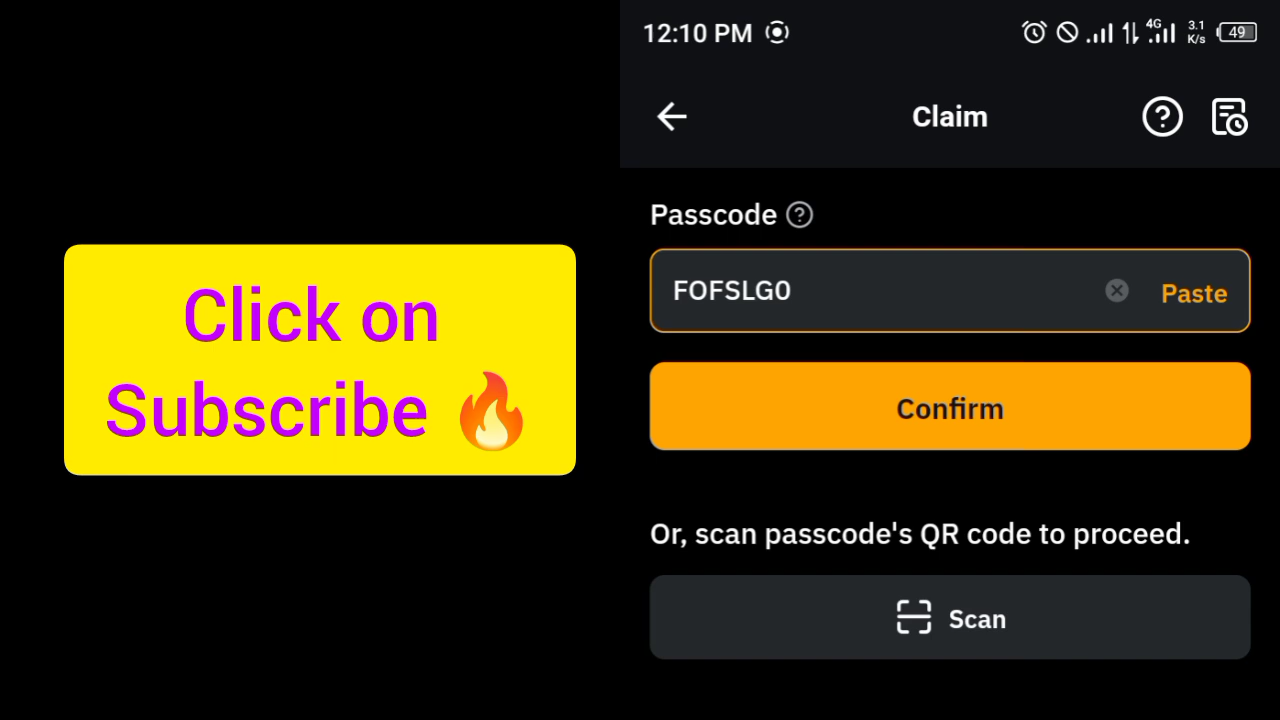 12:10 PM 4G 3.1 K/s 49
Claim
Passcode
FOFSLG0 Paste
Confirm
Or, scan passcode's QR code to proceed.
Scan
Click on
Subscribe 🔥